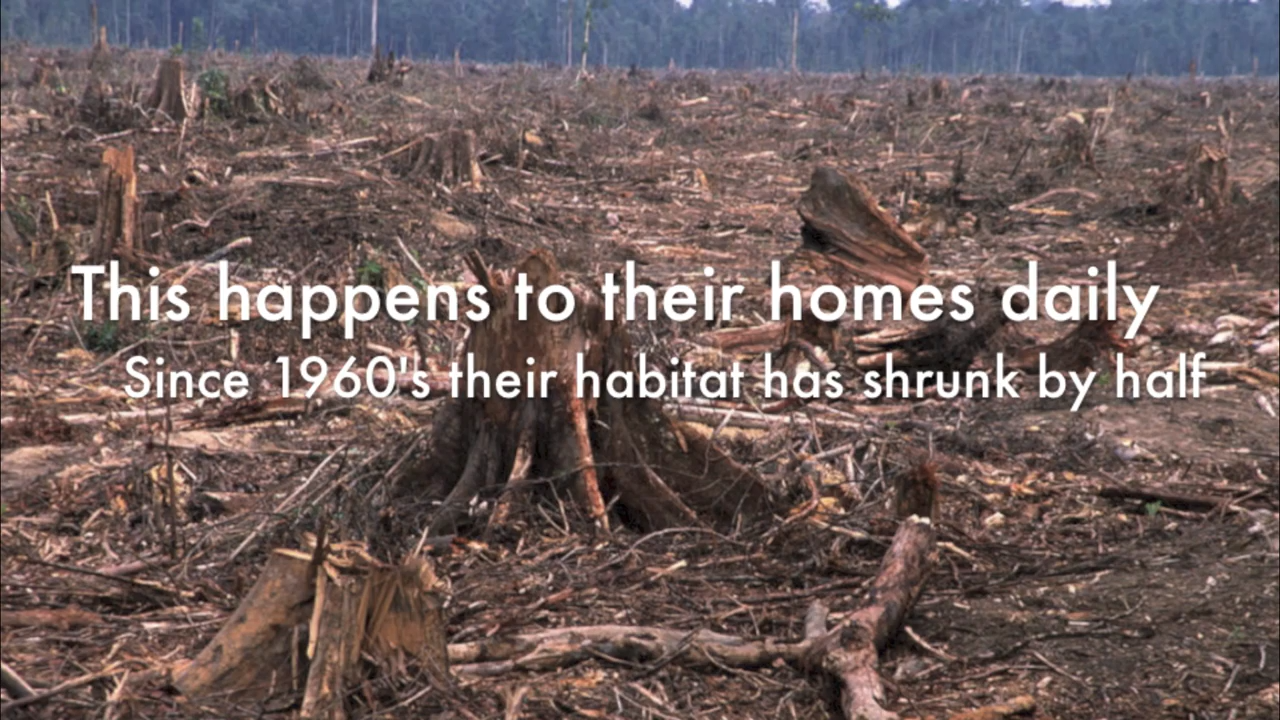 This happens to their homes daily
Since 1960's their habitat has shrunk by half